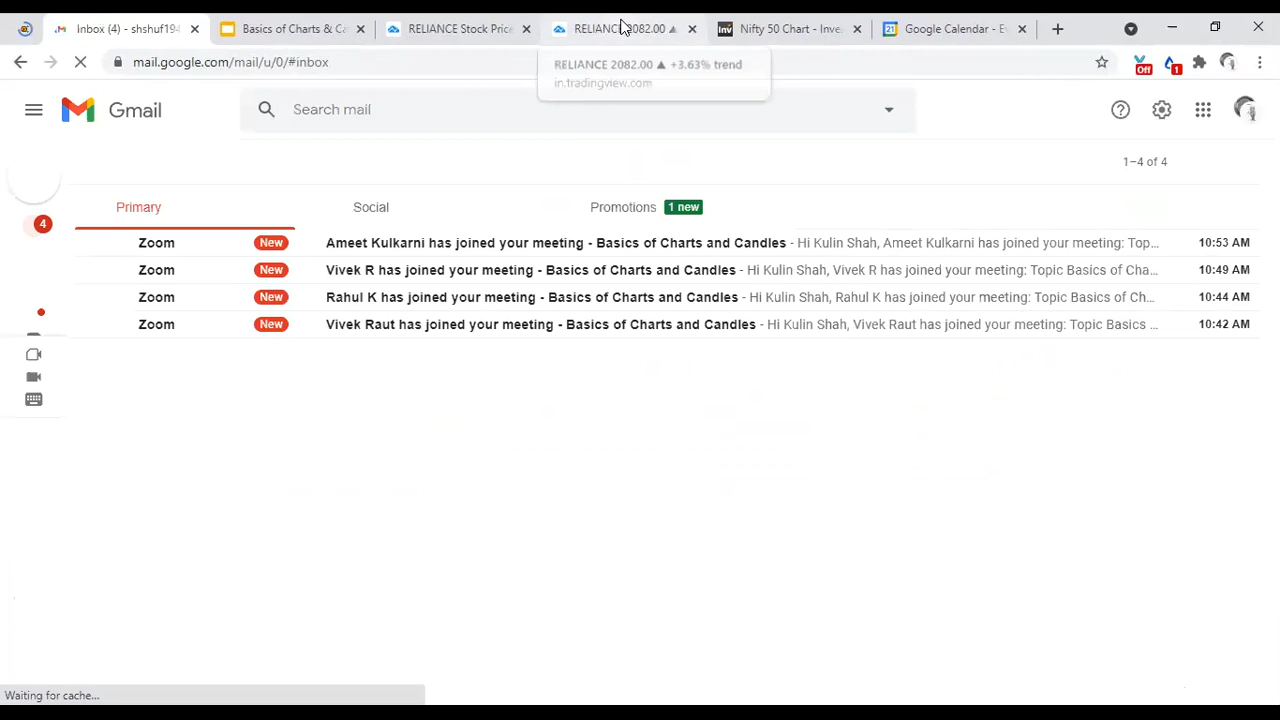 Inbox (4) - shshuf194
Basics of Charts & Ca
RELIANCE Stock Price
RELIANCE 2082.00 ▲
Inv
Nifty 50 Chart - Inves
31
Google Calendar - Ev
mail.google.com/mail/u/0/#inbox
Off
1
RELIANCE 2082.00 ▲ +3.63% trend
in.tradingview.com
Gmail
Search mail
1–4 of 4
Primary
Social
Promotions 1 new
4
Zoom New Ameet Kulkarni has joined your meeting - Basics of Charts and Candles - Hi Kulin Shah, Ameet Kulkarni has joined your meeting: Top... 10:53 AM
Zoom New Vivek R has joined your meeting - Basics of Charts and Candles - Hi Kulin Shah, Vivek R has joined your meeting: Topic Basics of Cha... 10:49 AM
Zoom New Rahul K has joined your meeting - Basics of Charts and Candles - Hi Kulin Shah, Rahul K has joined your meeting: Topic Basics of Ch... 10:44 AM
Zoom New Vivek Raut has joined your meeting - Basics of Charts and Candles - Hi Kulin Shah, Vivek Raut has joined your meeting: Topic Basics ... 10:42 AM
Waiting for cache...